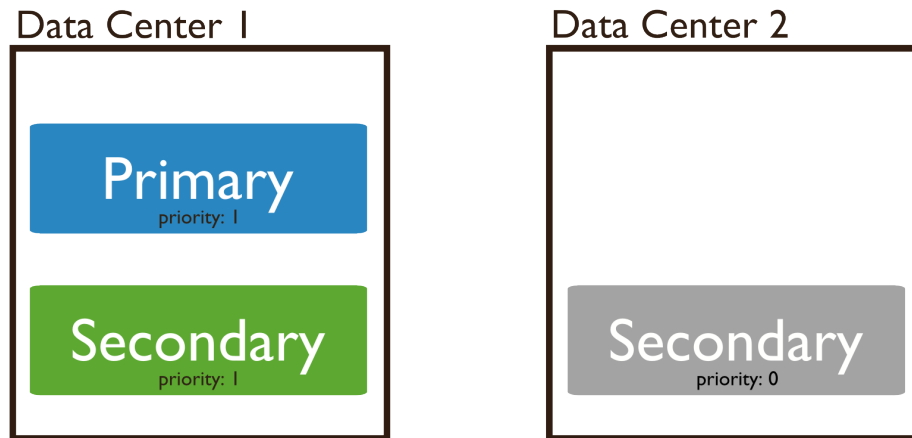 Data Center 1
Primary
priority: 1
Secondary
priority: 1
Data Center 2
Secondary
priority: 0